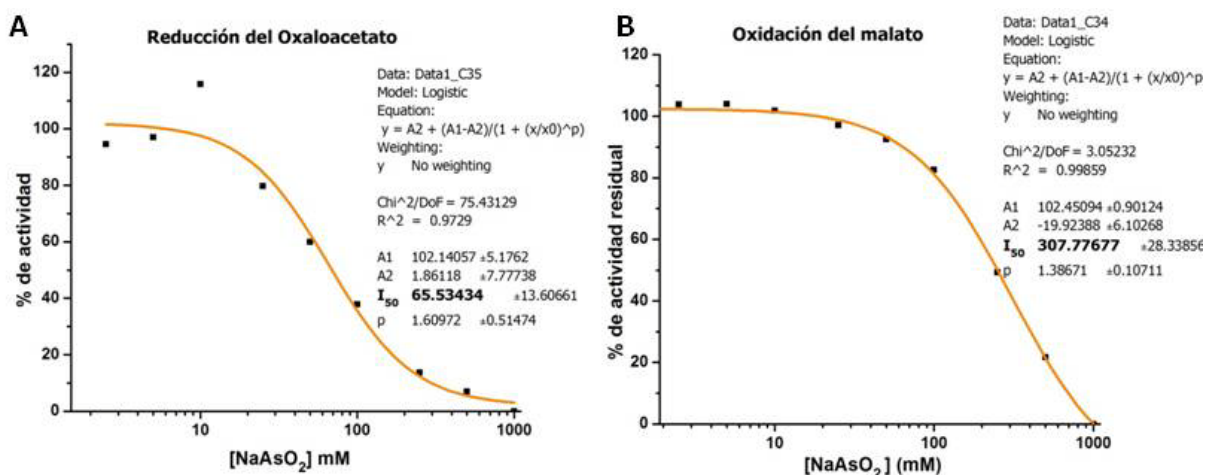 A
Reducción del Oxaloacetato
Data: Data1_C35
Model: Logistic
Equation:
y = A2 + (A1-A2)/(1 + (x/x0)^p)
Weighting:
y No weighting
Chi^2/DoF = 75.43129
R^2 = 0.9729
A1 102.14057 ±5.1762
A2 1.86118 ±7.77738
I50 65.53434 ±13.60661
p 1.60972 ±0.51474
% de actividad
120
100
80
60
40
20
0
10
100
1000
[NaAsO2] mM
B
Oxidación del malato
Data: Data1_C34
Model: Logistic
Equation:
y = A2 + (A1-A2)/(1 + (x/x0)^p
Weighting:
y No weighting
Chi^2/DoF = 3.05232
R^2 = 0.99859
A1 102.45094 ±0.90124
A2 -19.92388 ±6.10268
I50 307.77677 ±28.33856
p 1.38671 ±0.10711
% de actividad residual
120
100
80
60
40
20
0
10
100
1000
[NaAsO2] (mM)